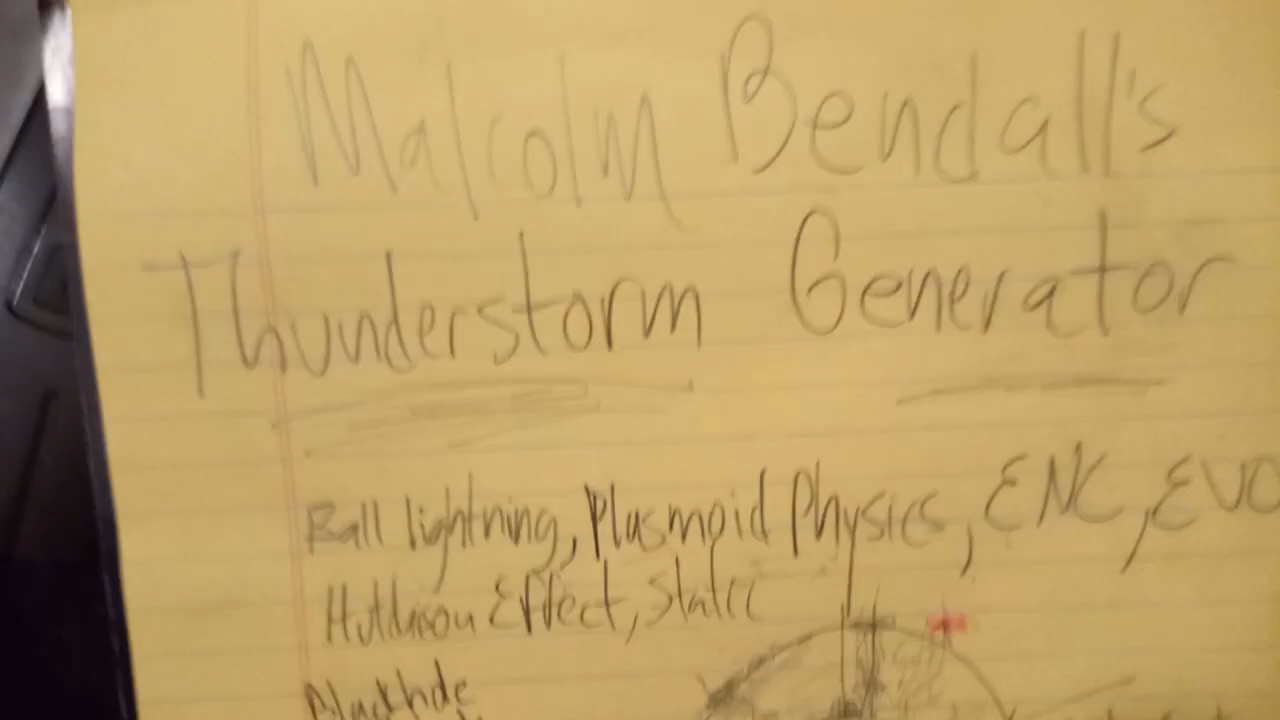 Malcolm Bendall's
Thunderstorm Generator
Ball lightning, Plasmoid Physics, ENC, EVO
Hutchison Effect, Static
Blackhole